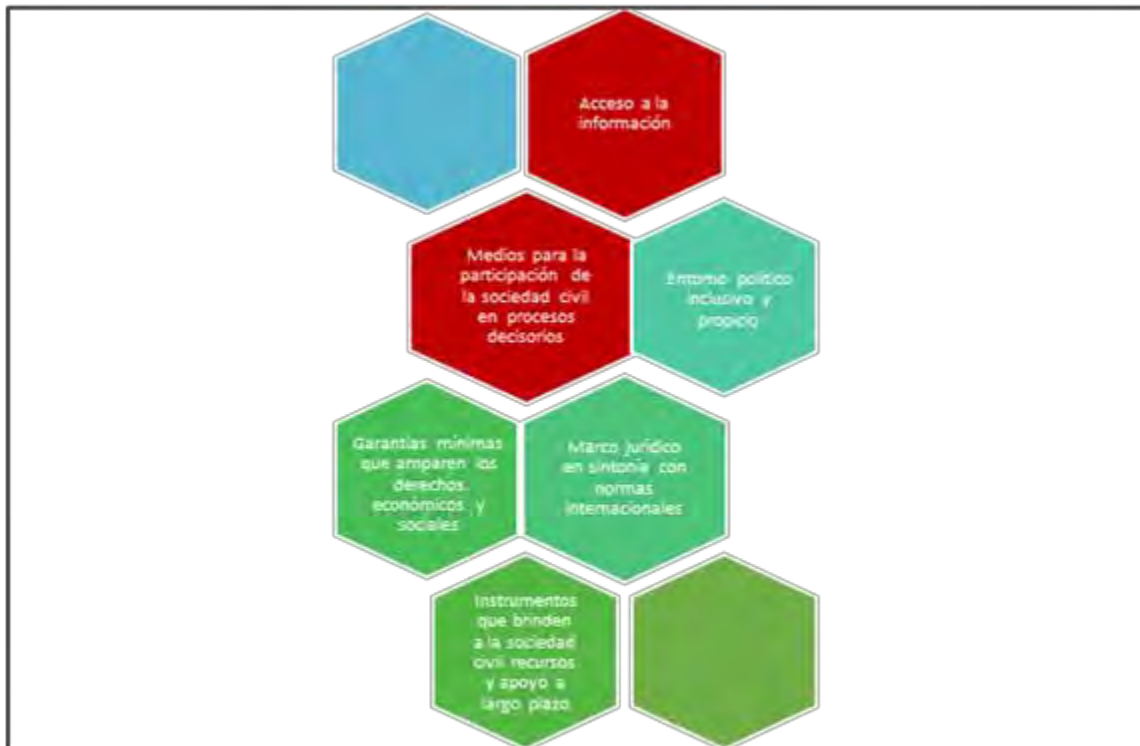 Acceso a la
información
Medios para la
participación de
la sociedad civil
en procesos
decisorios
Entorno político
inclusivo y
propicio
Garantías mínimas
que amparen los
derechos
económicos y
sociales
Marco jurídico
en sintonía con
normas
internacionales
Instrumentos
que brinden
a la sociedad
civil recursos
y apoyo a
largo plazo